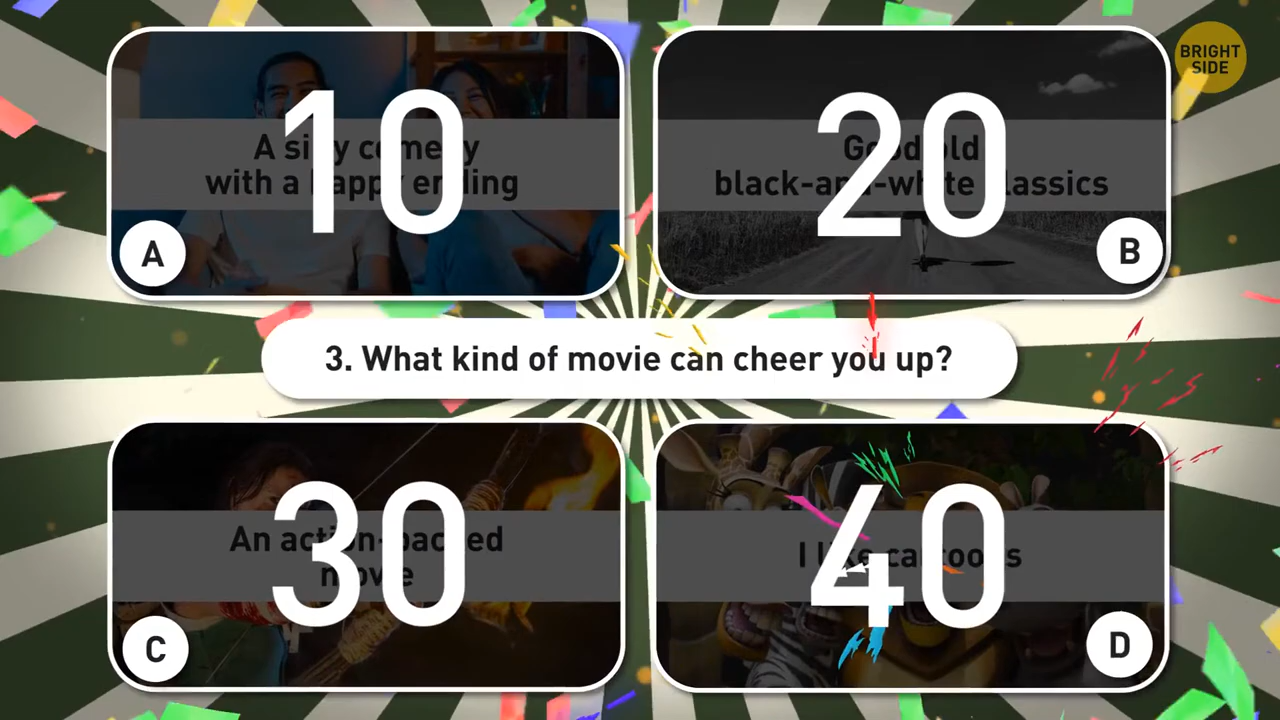 BRIGHT
SIDE
10
A silly comedy
with a happy ending
A
20
Good old
black-and-white classics
B
3. What kind of movie can cheer you up?
30
An action-packed
movie
C
40
I like cartoons
D